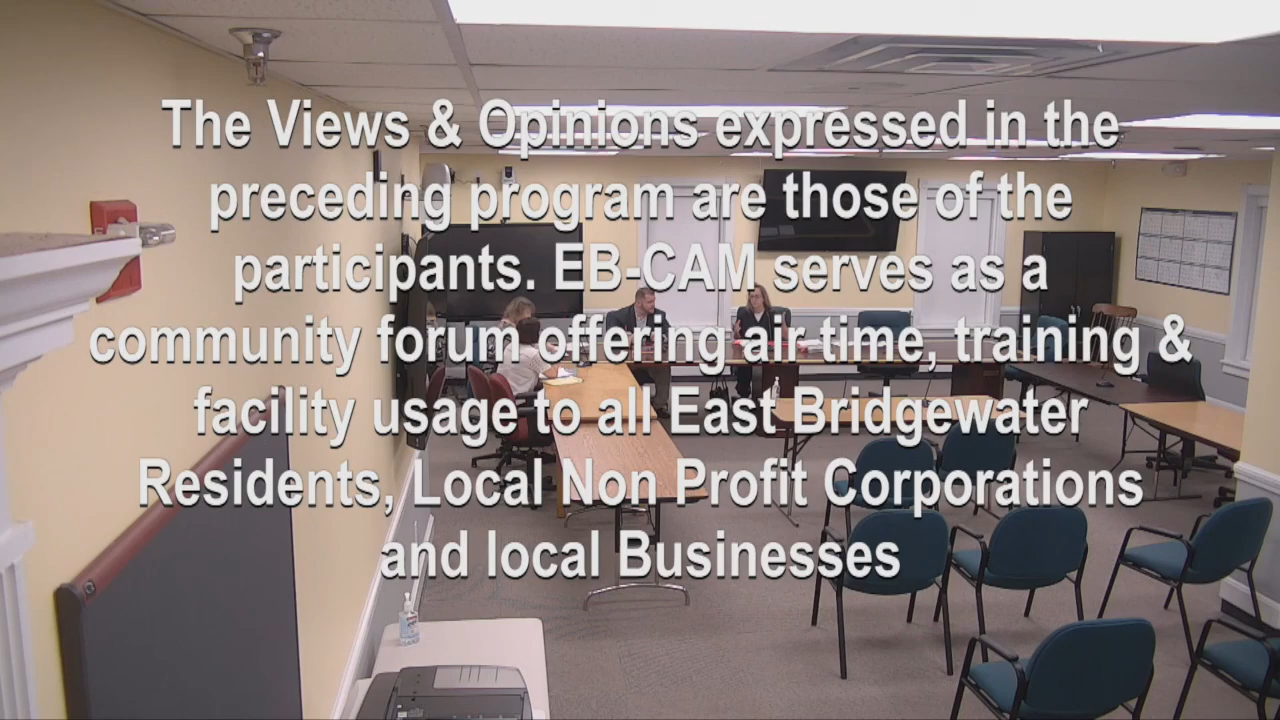 The Views & Opinions expressed in the
preceding program are those of the
participants. EB-CAM serves as a
community forum offering air time, training &
facility usage to all East Bridgewater
Residents, Local Non Profit Corporations
and local Businesses